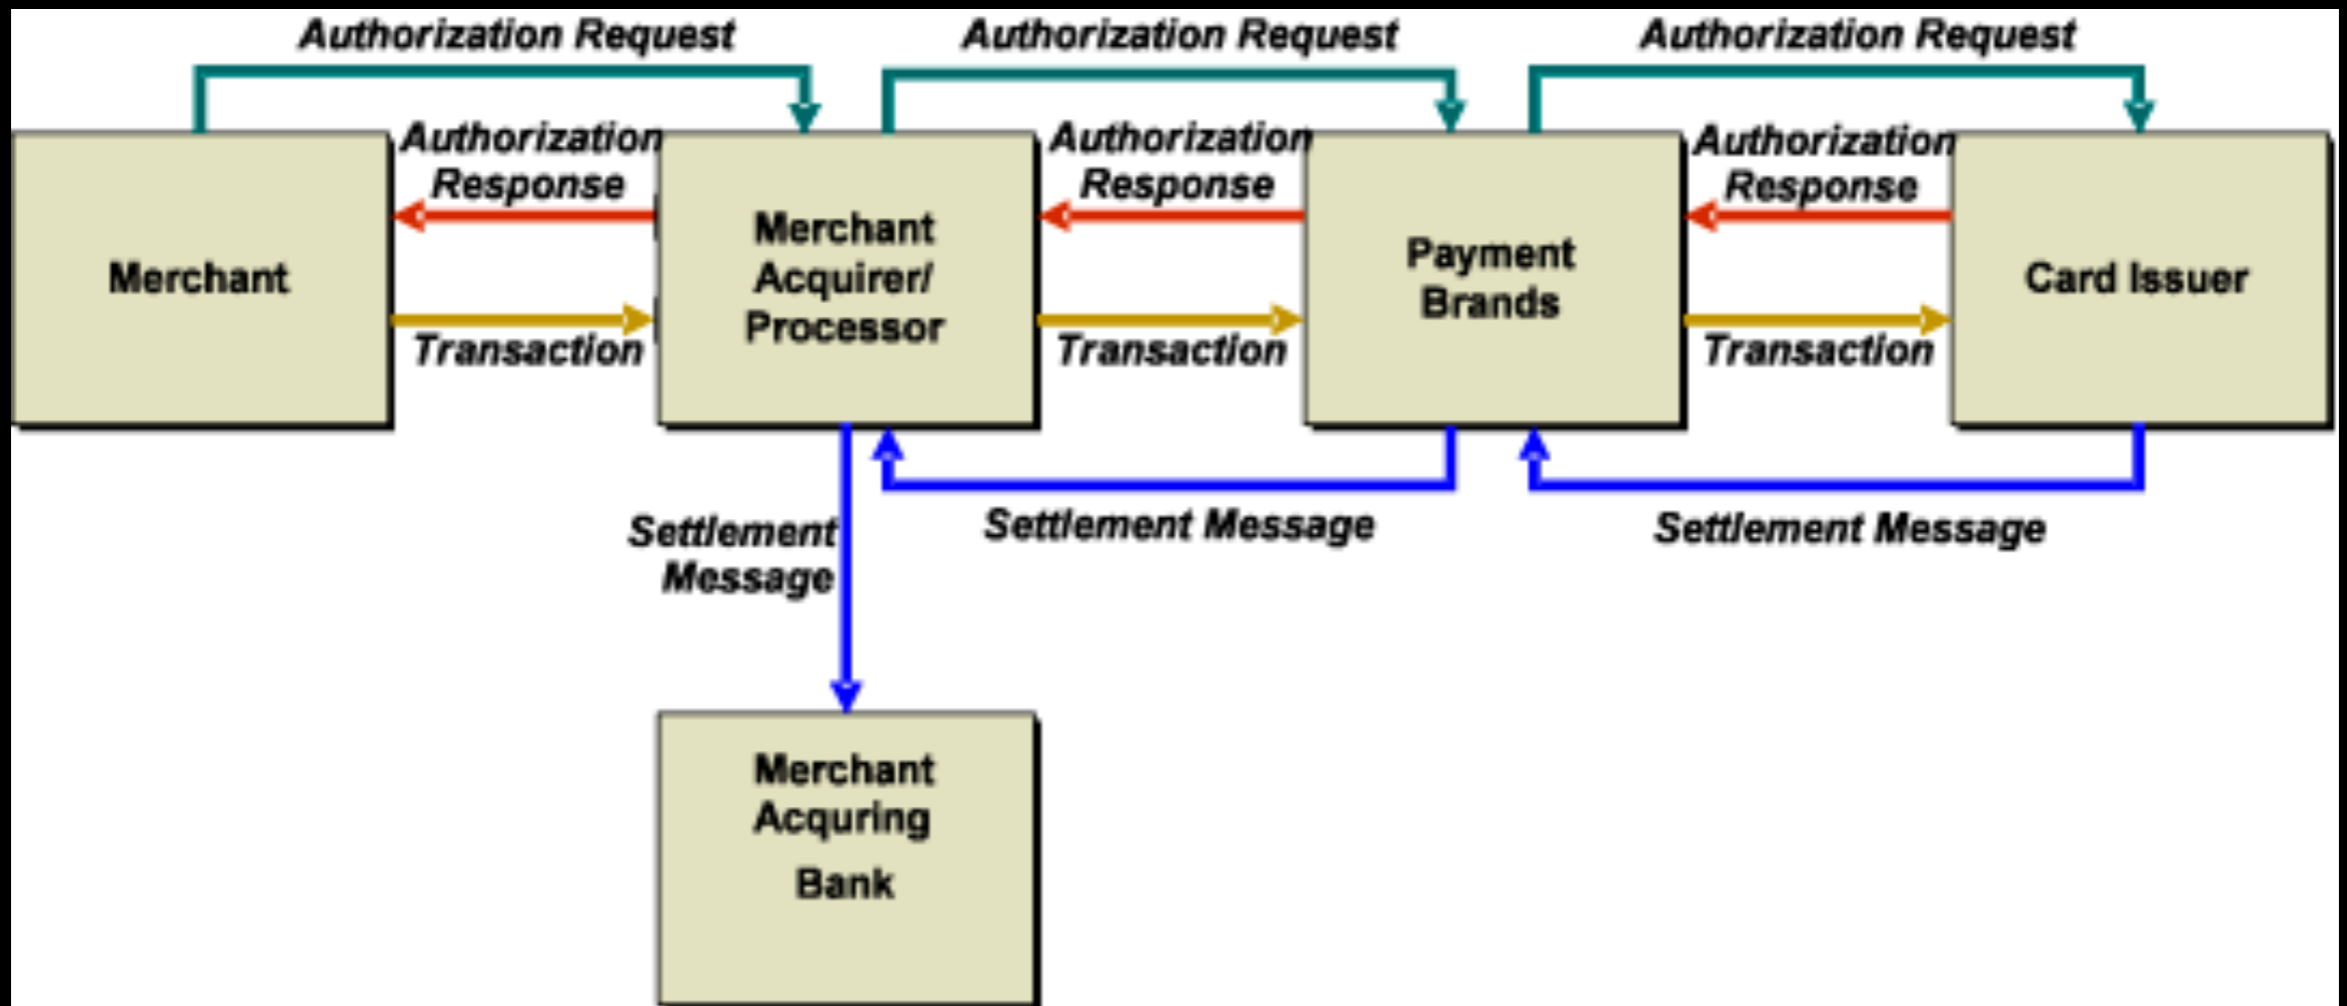 Authorization Request
Authorization Request
Authorization Request
Authorization
Response
Authorization
Response
Authorization
Response
Merchant
Merchant
Acquirer/
Processor
Payment
Brands
Card Issuer
Transaction
Transaction
Transaction
Settlement
Message
Settlement Message
Settlement Message
Merchant
Acquring
Bank